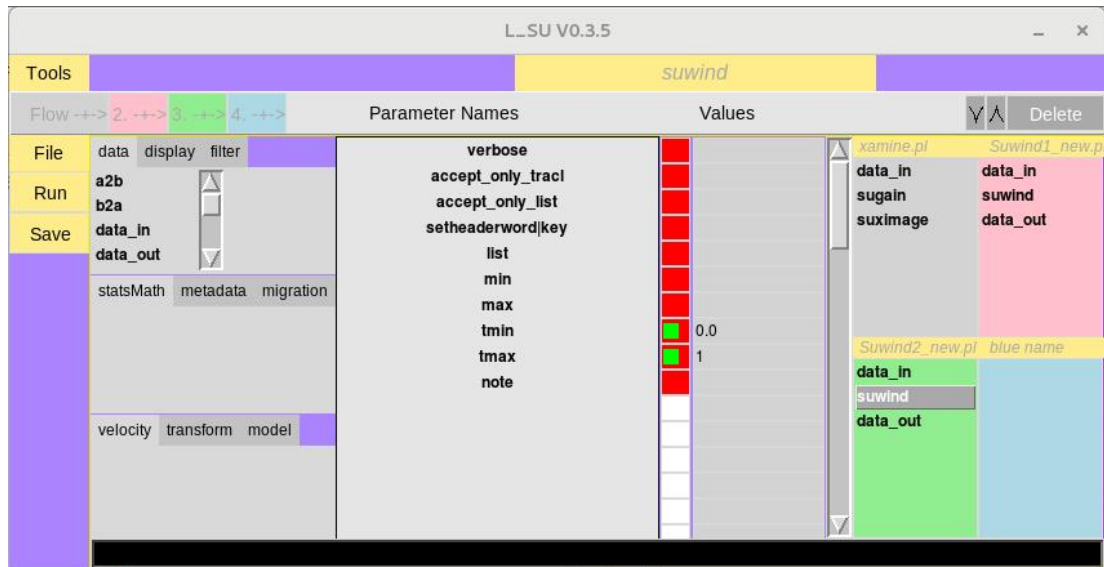 L_SU V0.3.5
Tools suwind
Flow -+-> 2. -+-> 3. -+-> 4. -+-> Parameter Names Values V Λ Delete
File data display filter
Run a2b
b2a
Save data_in
data_out
statsMath metadata migration
velocity transform model
verbose
accept_only_tracl
accept_only_list
setheaderword|key
list
min
max
tmin 0.0
tmax 1
note
xamine.pl Suwind1_new.p
data_in data_in
sugain suwind
suximage data_out
Suwind2_new.pl blue name
data_in
suwind
data_out